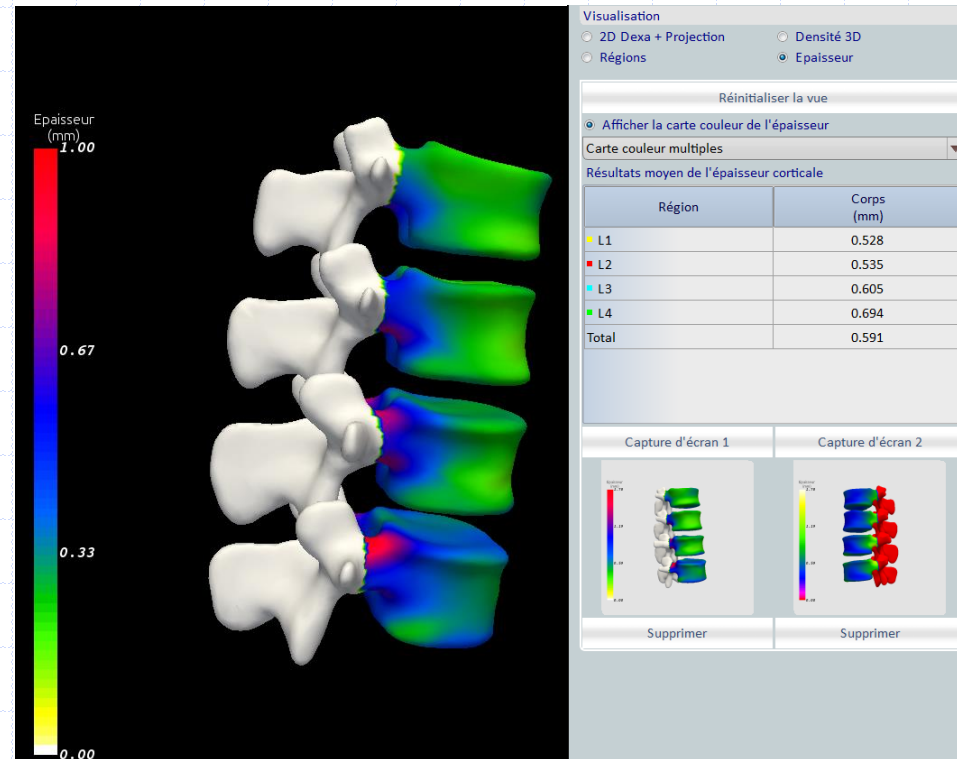 Epaisseur
(mm)
1.00
0.67
0.33
0.00
Visualisation
2D Dexa + Projection
Densité 3D
Régions
Epaisseur
Réinitialiser la vue
Afficher la carte couleur de l'épaisseur
Carte couleur multiples
Résultats moyen de l'épaisseur corticale
Région
Corps
(mm)
L1 0.528
L2 0.535
L3 0.605
L4 0.694
Total 0.591
Capture d'écran 1
Capture d'écran 2
Supprimer
Supprimer